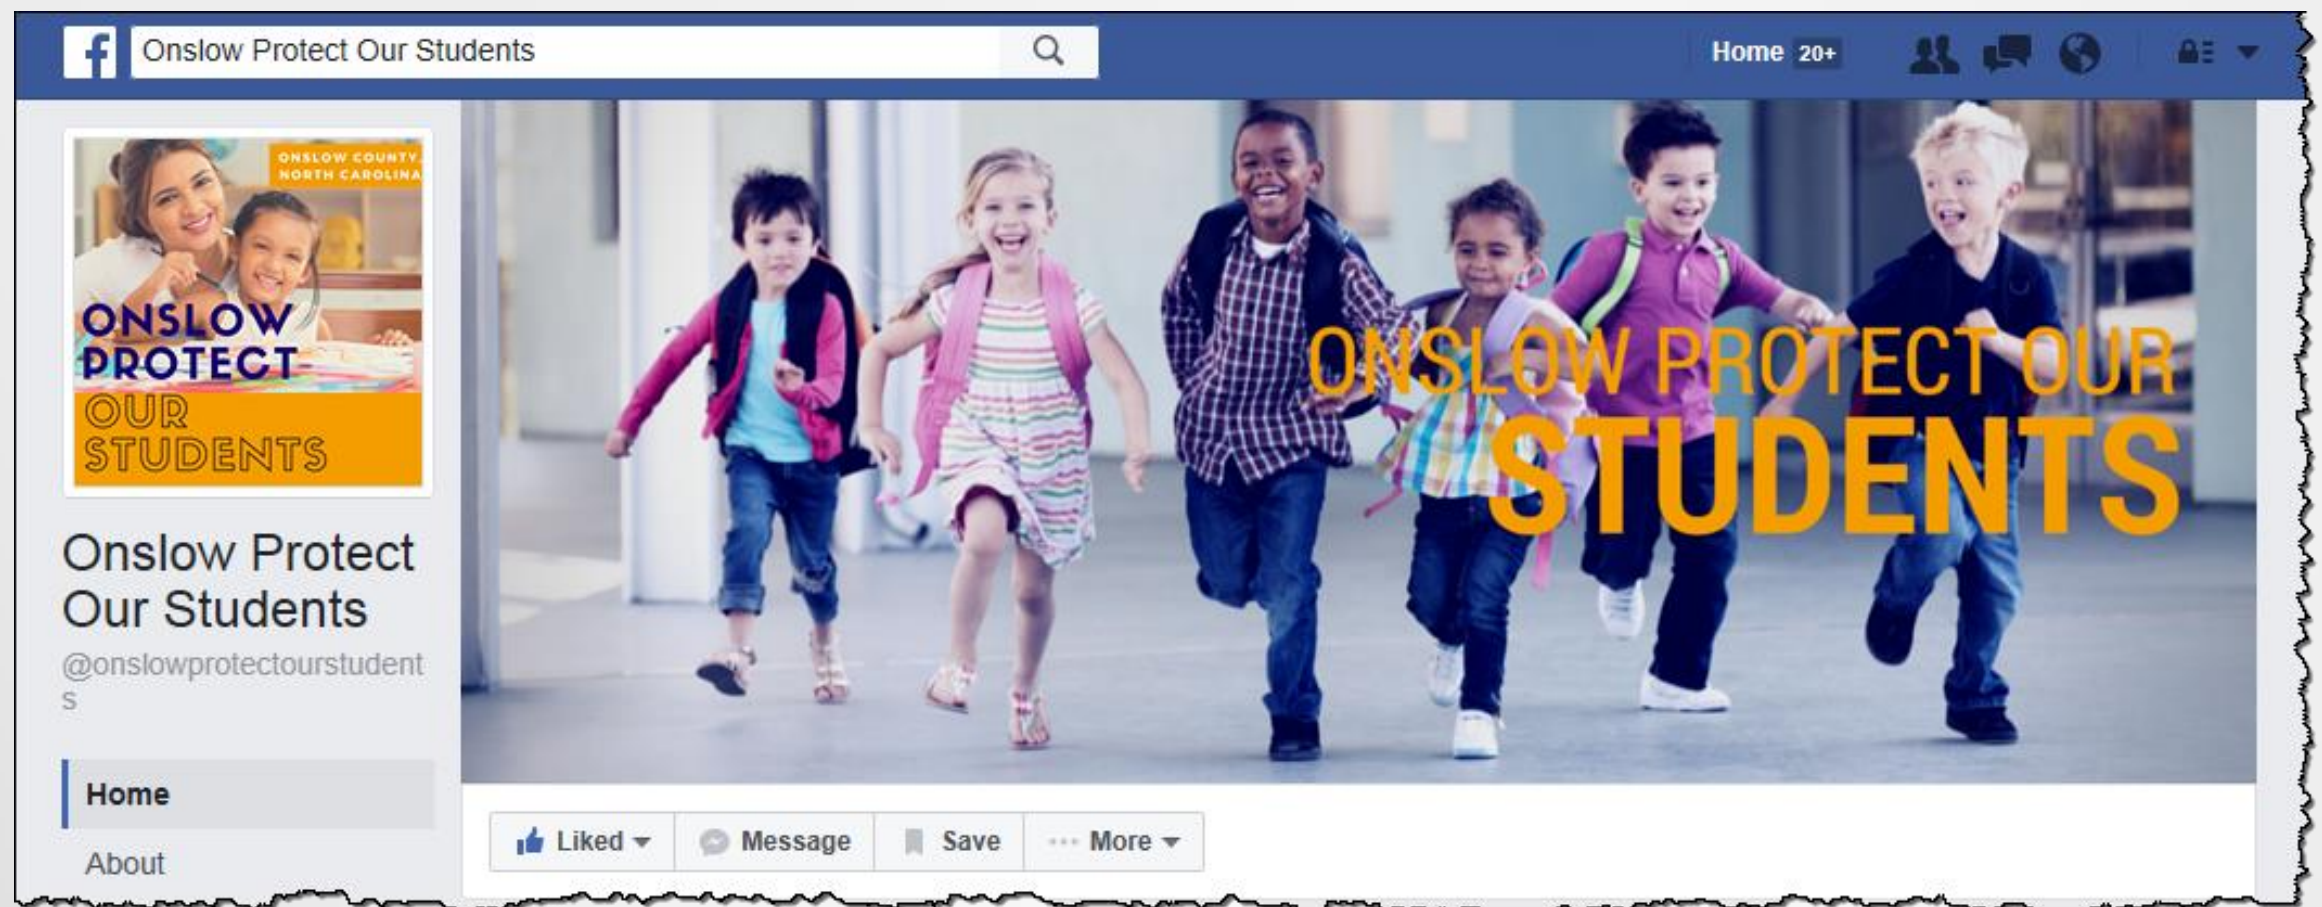 Onslow Protect Our Students
Home 20+
ONSLOW COUNTY,
NORTH CAROLINA
ONSLOW
PROTECT
OUR
STUDENTS
Onslow Protect
Our Students
@onslowprotectourstudent
s
Home
About
ONSLOW PROTECT OUR
STUDENTS
Liked Message Save More